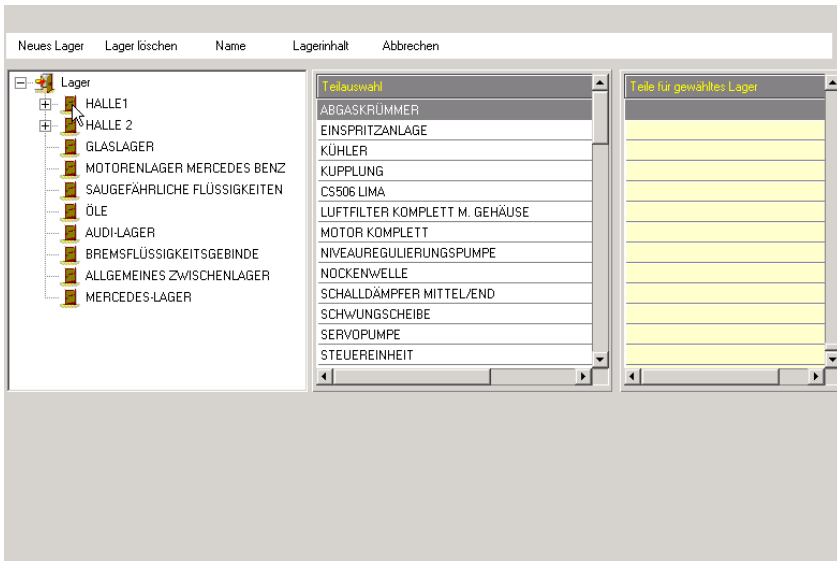 Neues Lager Lager löschen Name Lagerinhalt Abbrechen
Lager
HALLE1
HALLE 2
GLASLAGER
MOTORENLAGER MERCEDES BENZ
SAUGEFÄHRLICHE FLÜSSIGKEITEN
ÖLE
AUDI-LAGER
BREMSFLÜSSIGKEITSGEBINDE
ALLGEMEINES ZWISCHENLAGER
MERCEDES-LAGER
Teilauswahl
ABGASKRÜMMER
EINSPRITZANLAGE
KÜHLER
KUPPLUNG
CS506 LIMA
LUFTFILTER KOMPLETT M. GEHÄUSE
MOTOR KOMPLETT
NIVEAUREGULIERUNGSPUMPE
NOCKENWELLE
SCHALLDÄMPFER MITTEL/END
SCHWUNGSCHEIBE
SERVOPUMPE
STEUEREINHEIT
Teile für gewähltes Lager